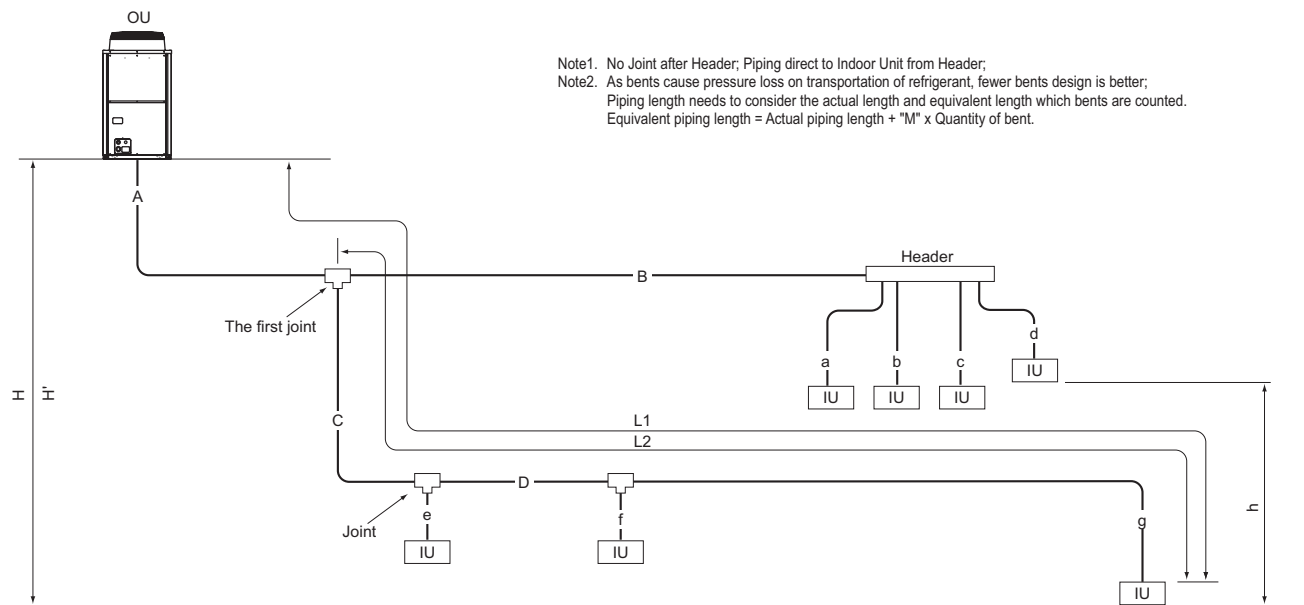 OU
Note1. No Joint after Header; Piping direct to Indoor Unit from Header;
Note2. As bents cause pressure loss on transportation of refrigerant, fewer bents design is better;
Piping length needs to consider the actual length and equivalent length which bents are counted.
Equivalent piping length = Actual piping length + "M" x Quantity of bent.
A
Header
B
The first joint
a
b
c
d
IU
IU
IU
IU
H
H'
C
L1
L2
D
h
Joint
e
f
g
IU
IU
IU